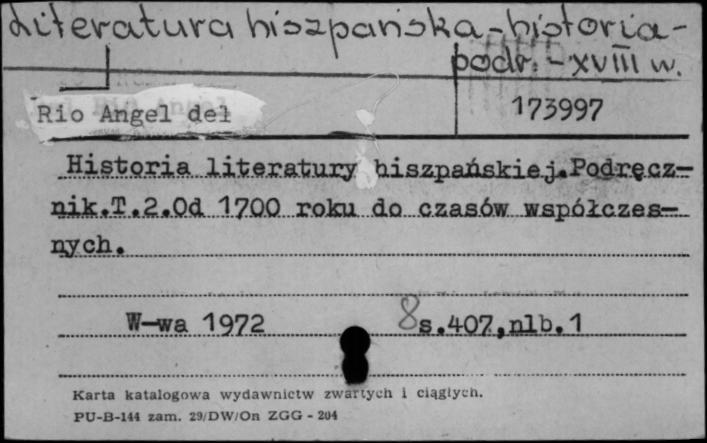 Literatura hiszpańska - historia -
podr. - XVIII w.
Rio Angel del
173997
Historia literatury hiszpańskiej.Podręcz-
nik.T.2.Od 1700 roku do czasów współczes-
nych.
W-wa 1972 8 s.407,nlb.1
Karta katalogowa wydawnictw zwartych i ciągłych.
PU-B-144 zam. 29/DW/On ZGG - 204